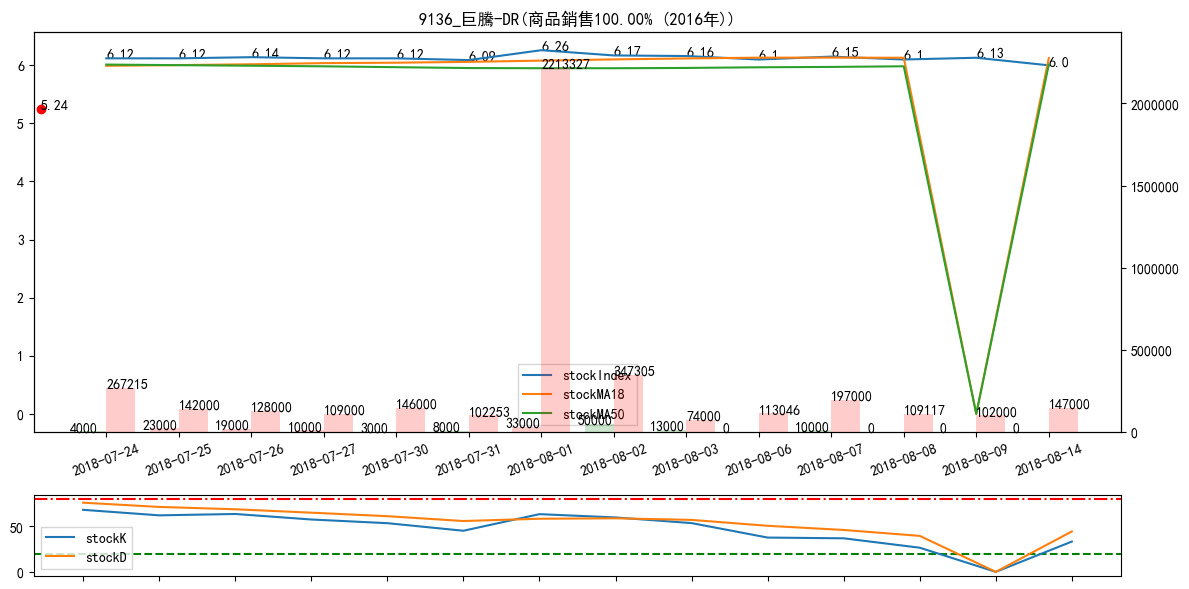 9136_巨騰-DR(商品銷售100.00% (2016年))
6.12 6.12 6.14 6.12 6.12 6.09 6.26 6.17 6.16 6.1 6.15 6.1 6.13 6.0
2213327
5.24
6
5
4
3
2
1
0
2000000
1500000
1000000
500000
0
stockIndex
stockMA18
stockMA50
267215 142000 128000 109000 146000 102253 347305 74000 113046 197000 109117 102000 147000
4000 23000 19000 10000 3000 8000 33000 50000 13000 0 10000 0 0 0
2018-07-24 2018-07-25 2018-07-26 2018-07-27 2018-07-30 2018-07-31 2018-08-01 2018-08-02 2018-08-03 2018-08-06 2018-08-07 2018-08-08 2018-08-09 2018-08-14
50
0
stockK
stockD